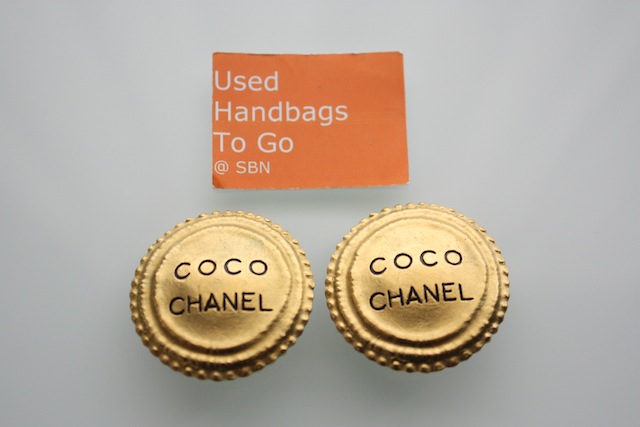 Used
Handbags
To Go
@ SBN
COCO
CHANEL
COCO
CHANEL